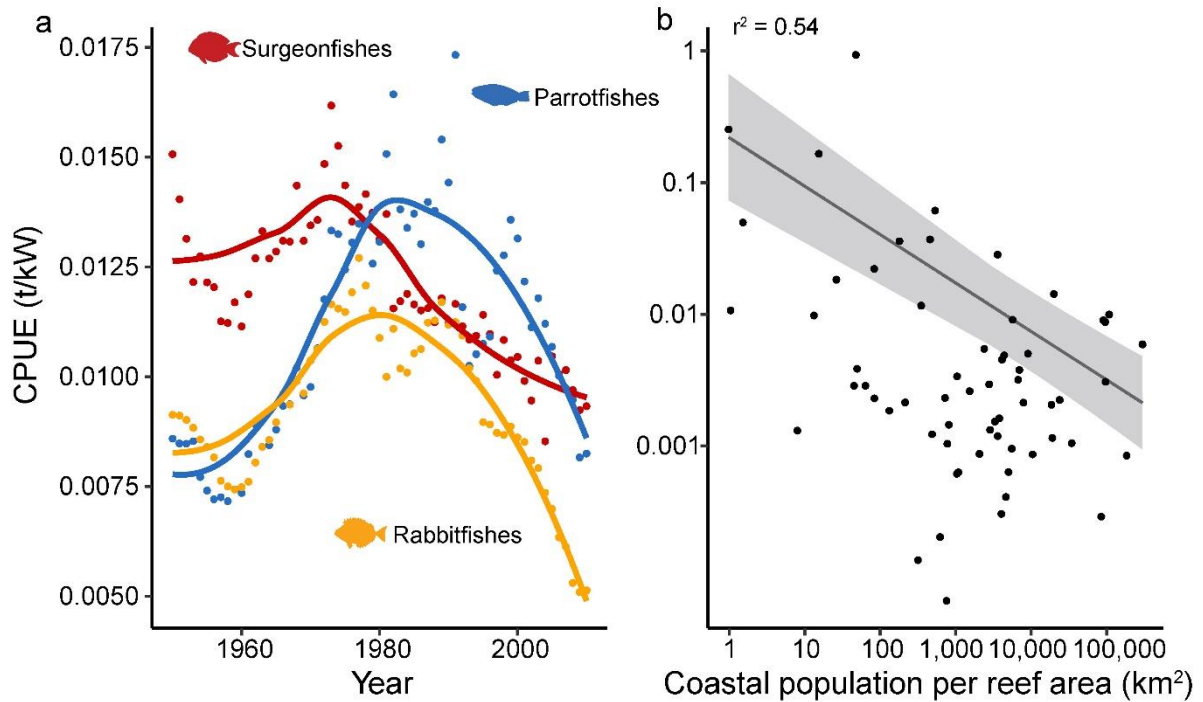 a
Surgeonfishes
Parrotfishes
Rabbitfishes
CPUE (t/kW)
0.0175
0.0150
0.0125
0.0100
0.0075
0.0050
1960 1980 2000
Year
b
r² = 0.54
1
0.1
0.01
0.001
1 10 100 1,000 10,000 100,000
Coastal population per reef area (km²)